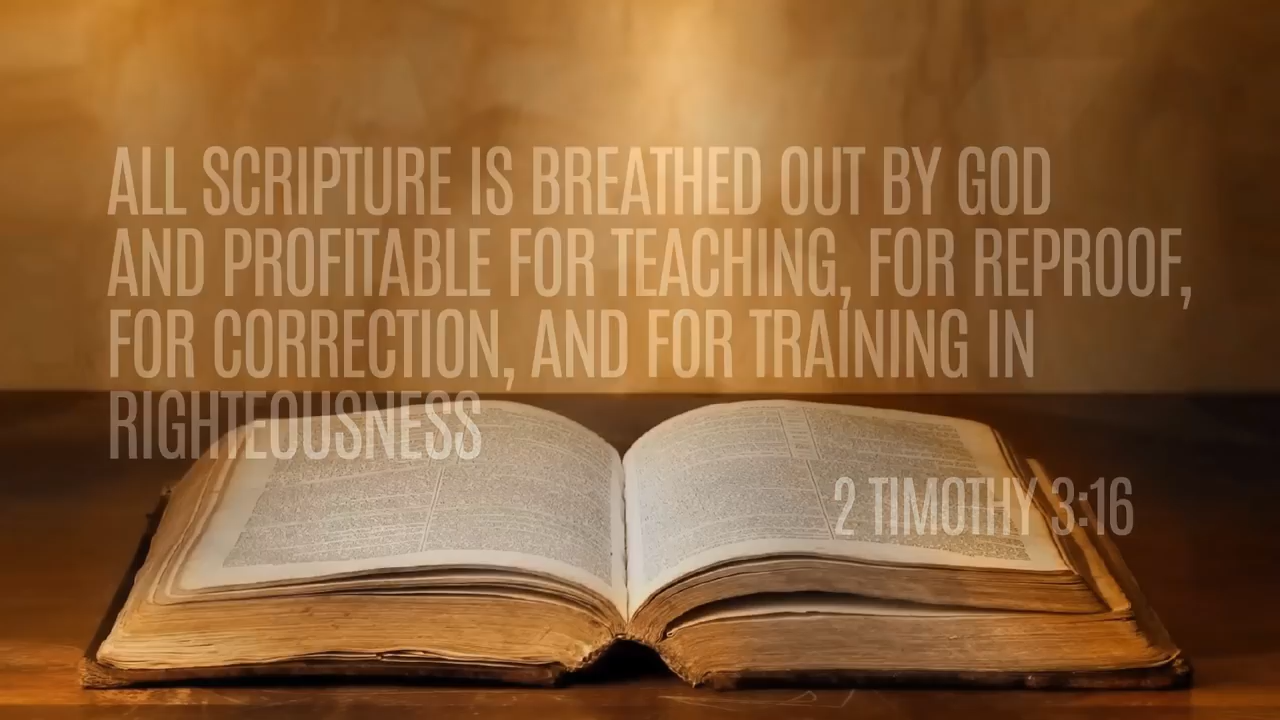 ALL SCRIPTURE IS BREATHED OUT BY GOD
AND PROFITABLE FOR TEACHING, FOR REPROOF,
FOR CORRECTION, AND FOR TRAINING IN
RIGHTEOUSNESS
2 TIMOTHY 3:16